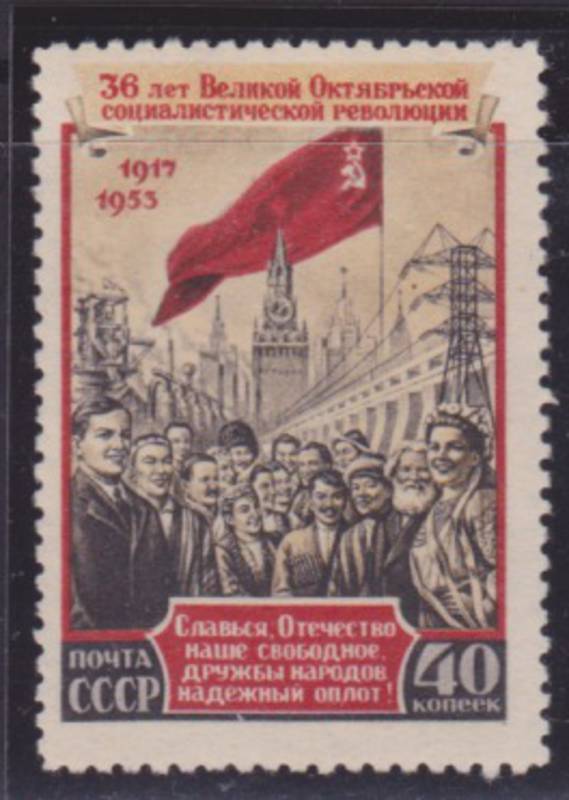 36 лет Великой Октябрьской
социалистической революции
1917
1953
Славься, Отечество
наше свободное,
дружбы народов
надежный оплот!
ПОЧТА
СССР
40
копеек